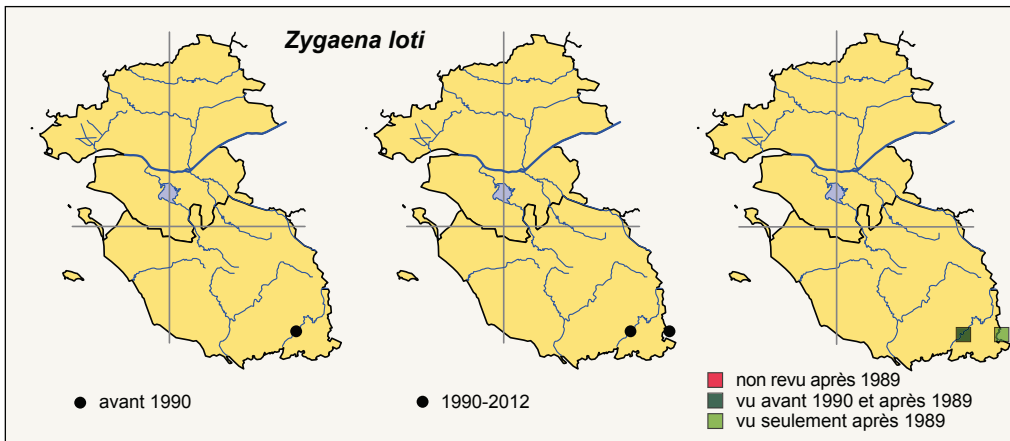 Zygaena loti
avant 1990
1990-2012
non revu après 1989
vu avant 1990 et après 1989
vu seulement après 1989